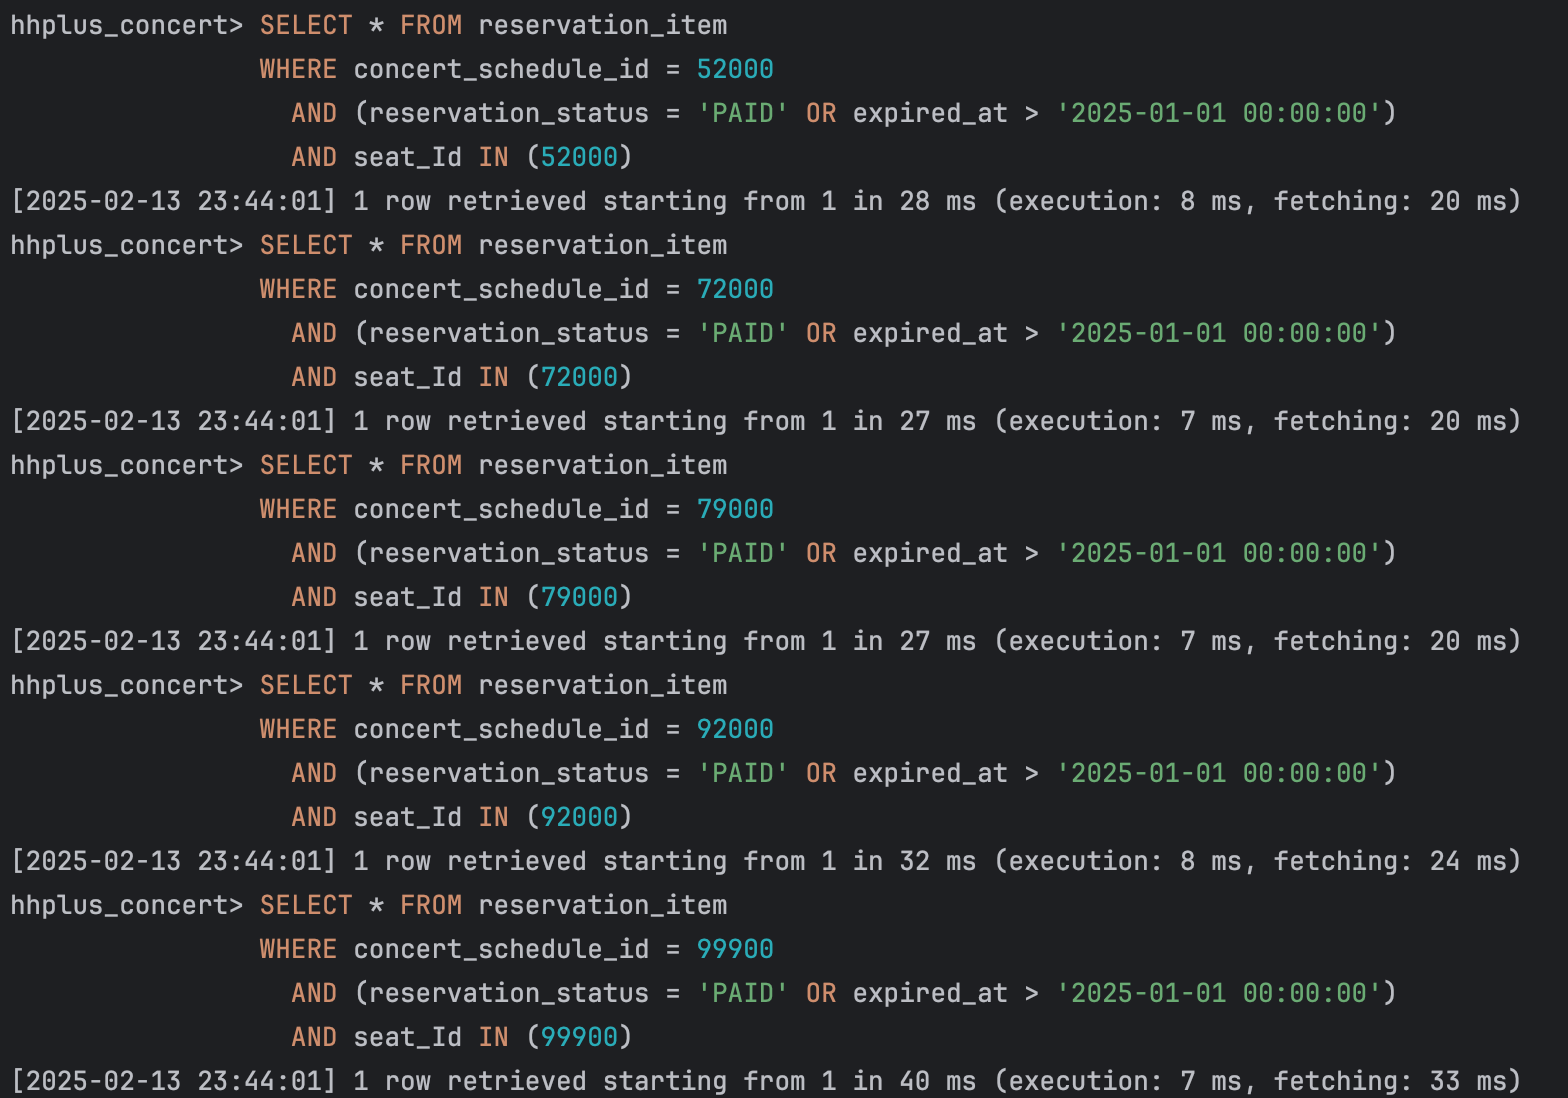 hhplus_concert> SELECT * FROM reservation_item
WHERE concert_schedule_id = 52000
AND (reservation_status = 'PAID' OR expired_at > '2025-01-01 00:00:00')
AND seat_Id IN (52000)
[2025-02-13 23:44:01] 1 row retrieved starting from 1 in 28 ms (execution: 8 ms, fetching: 20 ms)
hhplus_concert> SELECT * FROM reservation_item
WHERE concert_schedule_id = 72000
AND (reservation_status = 'PAID' OR expired_at > '2025-01-01 00:00:00')
AND seat_Id IN (72000)
[2025-02-13 23:44:01] 1 row retrieved starting from 1 in 27 ms (execution: 7 ms, fetching: 20 ms)
hhplus_concert> SELECT * FROM reservation_item
WHERE concert_schedule_id = 79000
AND (reservation_status = 'PAID' OR expired_at > '2025-01-01 00:00:00')
AND seat_Id IN (79000)
[2025-02-13 23:44:01] 1 row retrieved starting from 1 in 27 ms (execution: 7 ms, fetching: 20 ms)
hhplus_concert> SELECT * FROM reservation_item
WHERE concert_schedule_id = 92000
AND (reservation_status = 'PAID' OR expired_at > '2025-01-01 00:00:00')
AND seat_Id IN (92000)
[2025-02-13 23:44:01] 1 row retrieved starting from 1 in 32 ms (execution: 8 ms, fetching: 24 ms)
hhplus_concert> SELECT * FROM reservation_item
WHERE concert_schedule_id = 99900
AND (reservation_status = 'PAID' OR expired_at > '2025-01-01 00:00:00')
AND seat_Id IN (99900)
[2025-02-13 23:44:01] 1 row retrieved starting from 1 in 40 ms (execution: 7 ms, fetching: 33 ms)